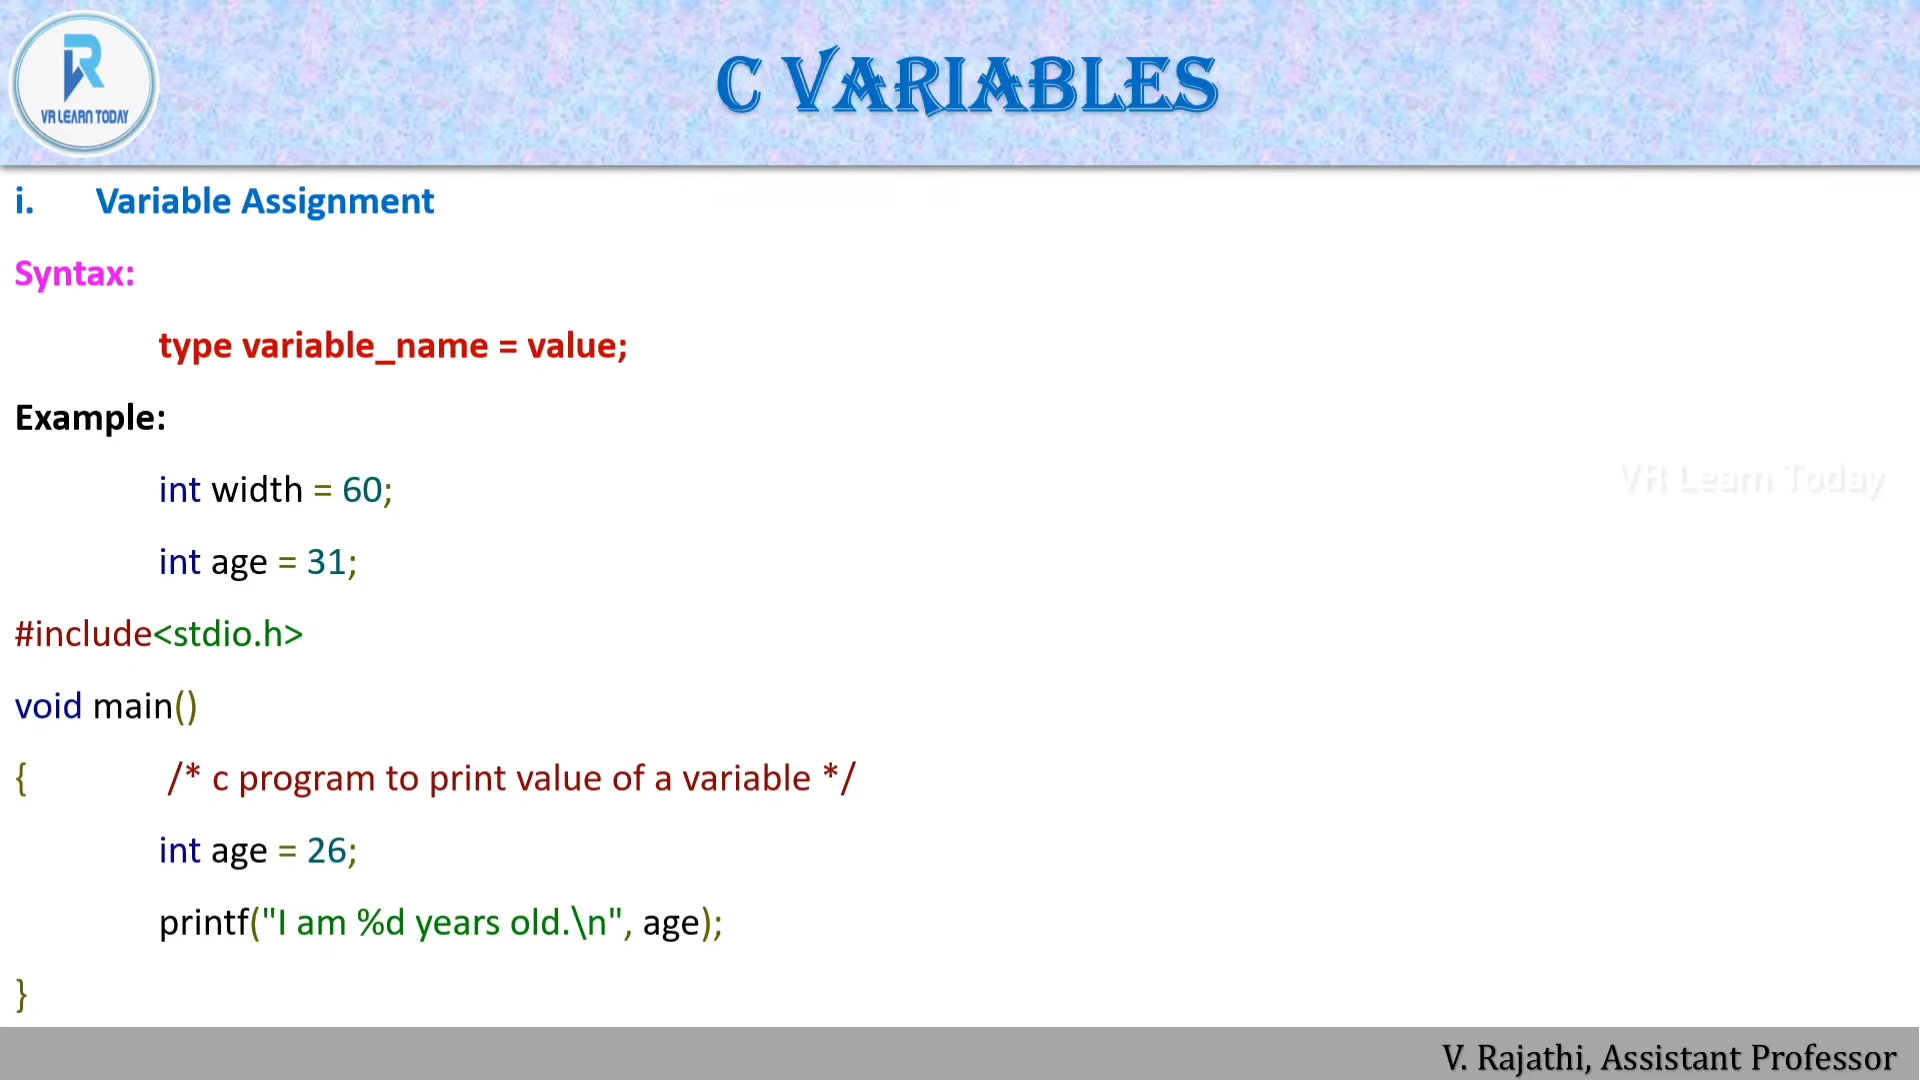 VR LEARN TODAY
C VARIABLES
i. Variable Assignment
Syntax:
type variable_name = value;
Example:
int width = 60;
int age = 31;
#include<stdio.h>
void main()
{ /* c program to print value of a variable */
int age = 26;
printf("I am %d years old.\n", age);
}
VR Learn Today
V. Rajathi, Assistant Professor